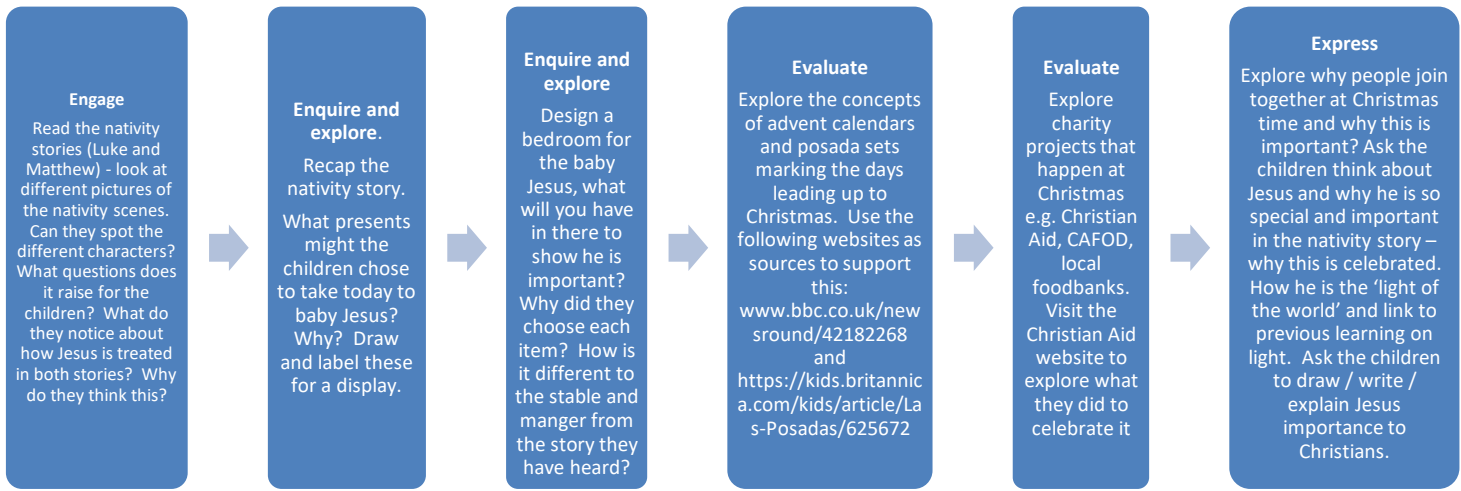 Engage
Read the nativity
stories (Luke and
Matthew) - look at
different pictures of
the nativity scenes.
Can they spot the
different characters?
What questions does
it raise for the
children?  What do
they notice about
how Jesus is treated
in both stories?  Why
do they think this?
Enquire and
explore.
Recap the
nativity story.
What presents
might the
children chose
to take today to
baby Jesus?
Why?  Draw
and label these
for a display.
Enquire and
explore
Design a
bedroom for
the baby
Jesus, what
will you have
in there to
show he is
important?
Why did they
choose each
item?  How is
it different to
the stable and
manger from
the story they
have heard?
Evaluate
Explore the concepts
of advent calendars
and posada sets
marking the days
leading up to
Christmas.  Use the
following websites as
sources to support
this:
www.bbc.co.uk/new
sround/42182268
and
https://kids.britannic
a.com/kids/article/La
s-Posadas/625672
Evaluate
Explore
charity
projects that
happen at
Christmas
e.g. Christian
Aid, CAFOD,
local
foodbanks.
Visit the
Christian Aid
website to
explore what
they did to
celebrate it
Express
Explore why people join
together at Christmas
time and why this is
important? Ask the
children think about
Jesus and why he is so
special and important
in the nativity story –
why this is celebrated.
How he is the ‘light of
the world’ and link to
previous learning on
light.  Ask the children
to draw / write /
explain Jesus
importance to
Christians.